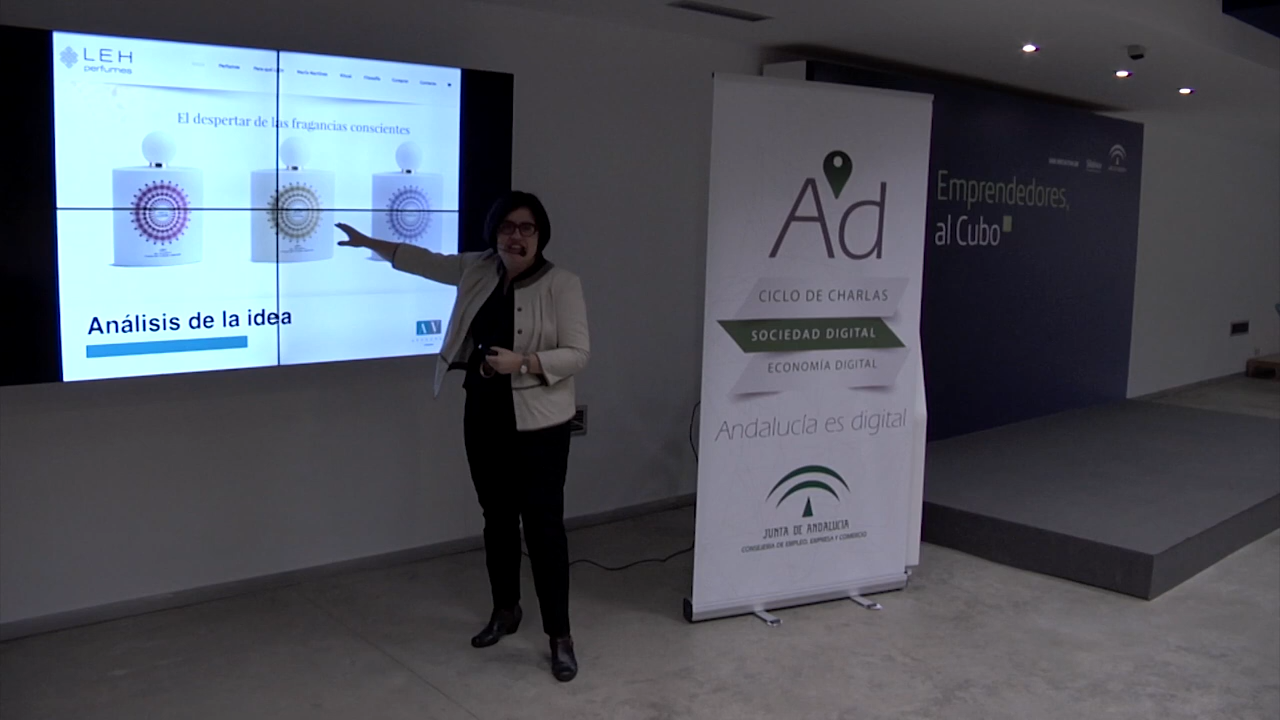 LEH
perfumes
El despertar de las fragancias conscientes
Análisis de la idea
Ad
CICLO DE CHARLAS
SOCIEDAD DIGITAL
ECONOMÍA DIGITAL
Andalucía es digital
JUNTA DE ANDALUCIA
CONSEJERÍA DE EMPLEO, EMPRESA Y COMERCIO
Emprendedores,
al Cubo